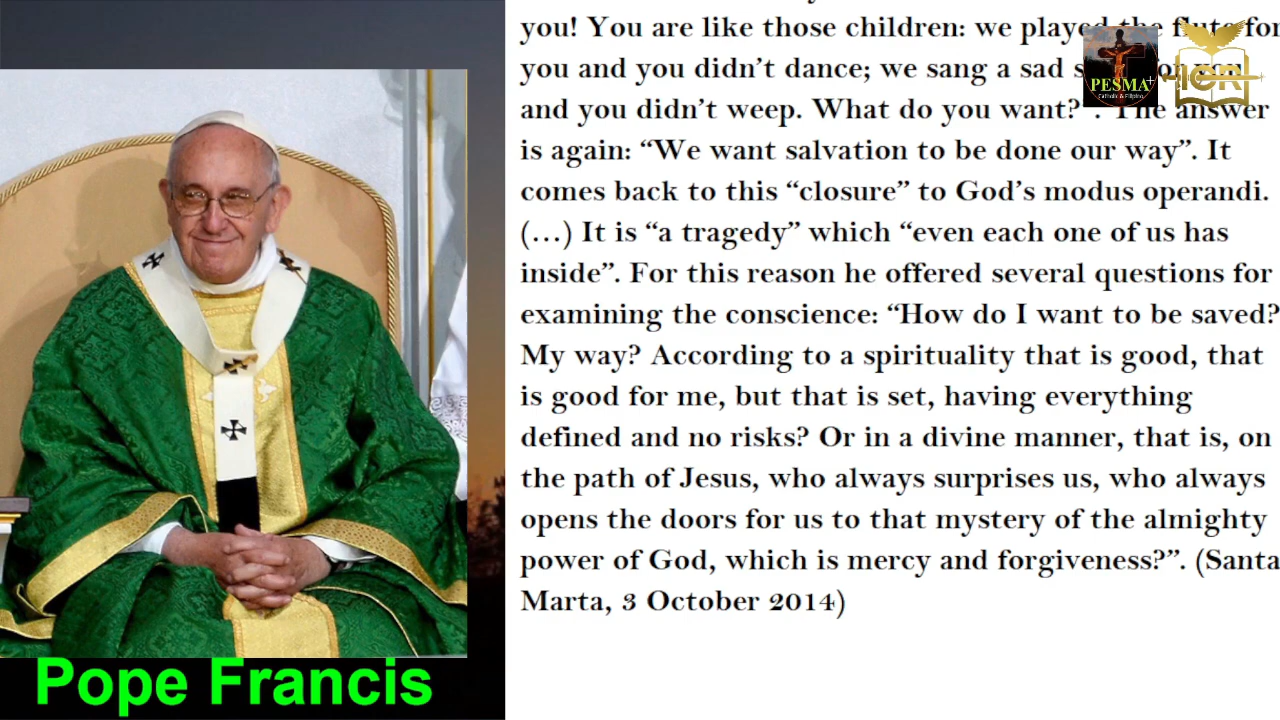 you! You are like those children: we played the flute for
you and you didn’t dance; we sang a sad
and you didn’t weep. What do you want?”. The answer
is again: “We want salvation to be done our way”. It
comes back to this “closure” to God’s modus operandi.
(…) It is “a tragedy” which “even each one of us has
inside”. For this reason he offered several questions for
examining the conscience: “How do I want to be saved?
My way? According to a spirituality that is good, that
is good for me, but that is set, having everything
defined and no risks? Or in a divine manner, that is, on
the path of Jesus, who always surprises us, who always
opens the doors for us to that mystery of the almighty
power of God, which is mercy and forgiveness?”. (Santa
Marta, 3 October 2014)
PESMA
Catholic & Filipino
ICR
Pope Francis